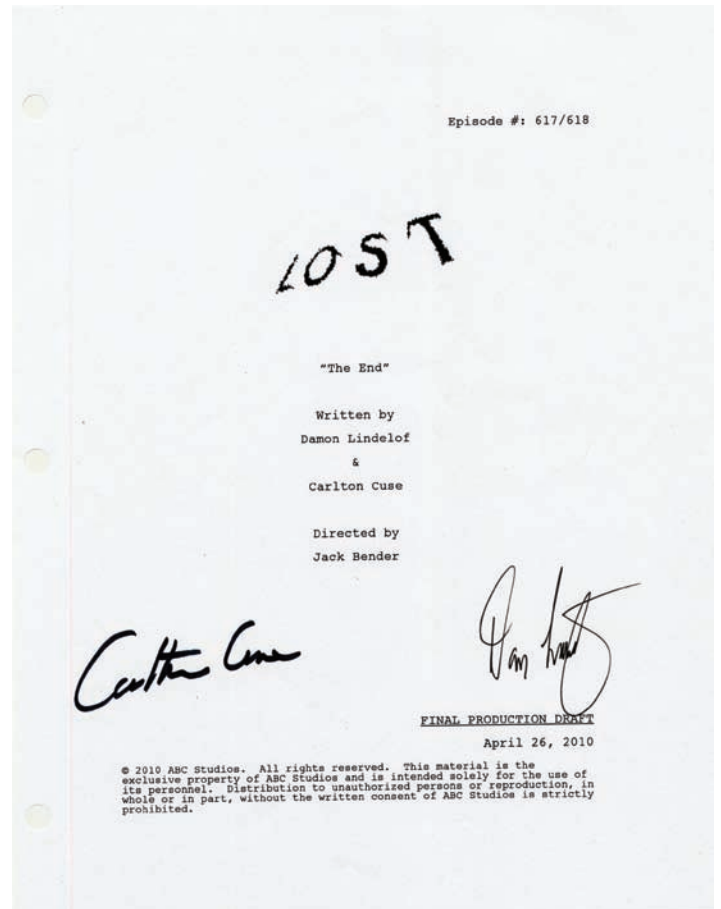 Episode #: 617/618
LOST
"The End"
Written by
Damon Lindelof
&
Carlton Cuse
Directed by
Jack Bender
Carlton Cuse
FINAL PRODUCTION DRAFT
April 26, 2010
© 2010 ABC Studios. All rights reserved. This material is the
exclusive property of ABC Studios and is intended solely for the use of
its personnel. Distribution to unauthorized persons or reproduction, in
whole or in part, without the written consent of ABC Studios is strictly
prohibited.